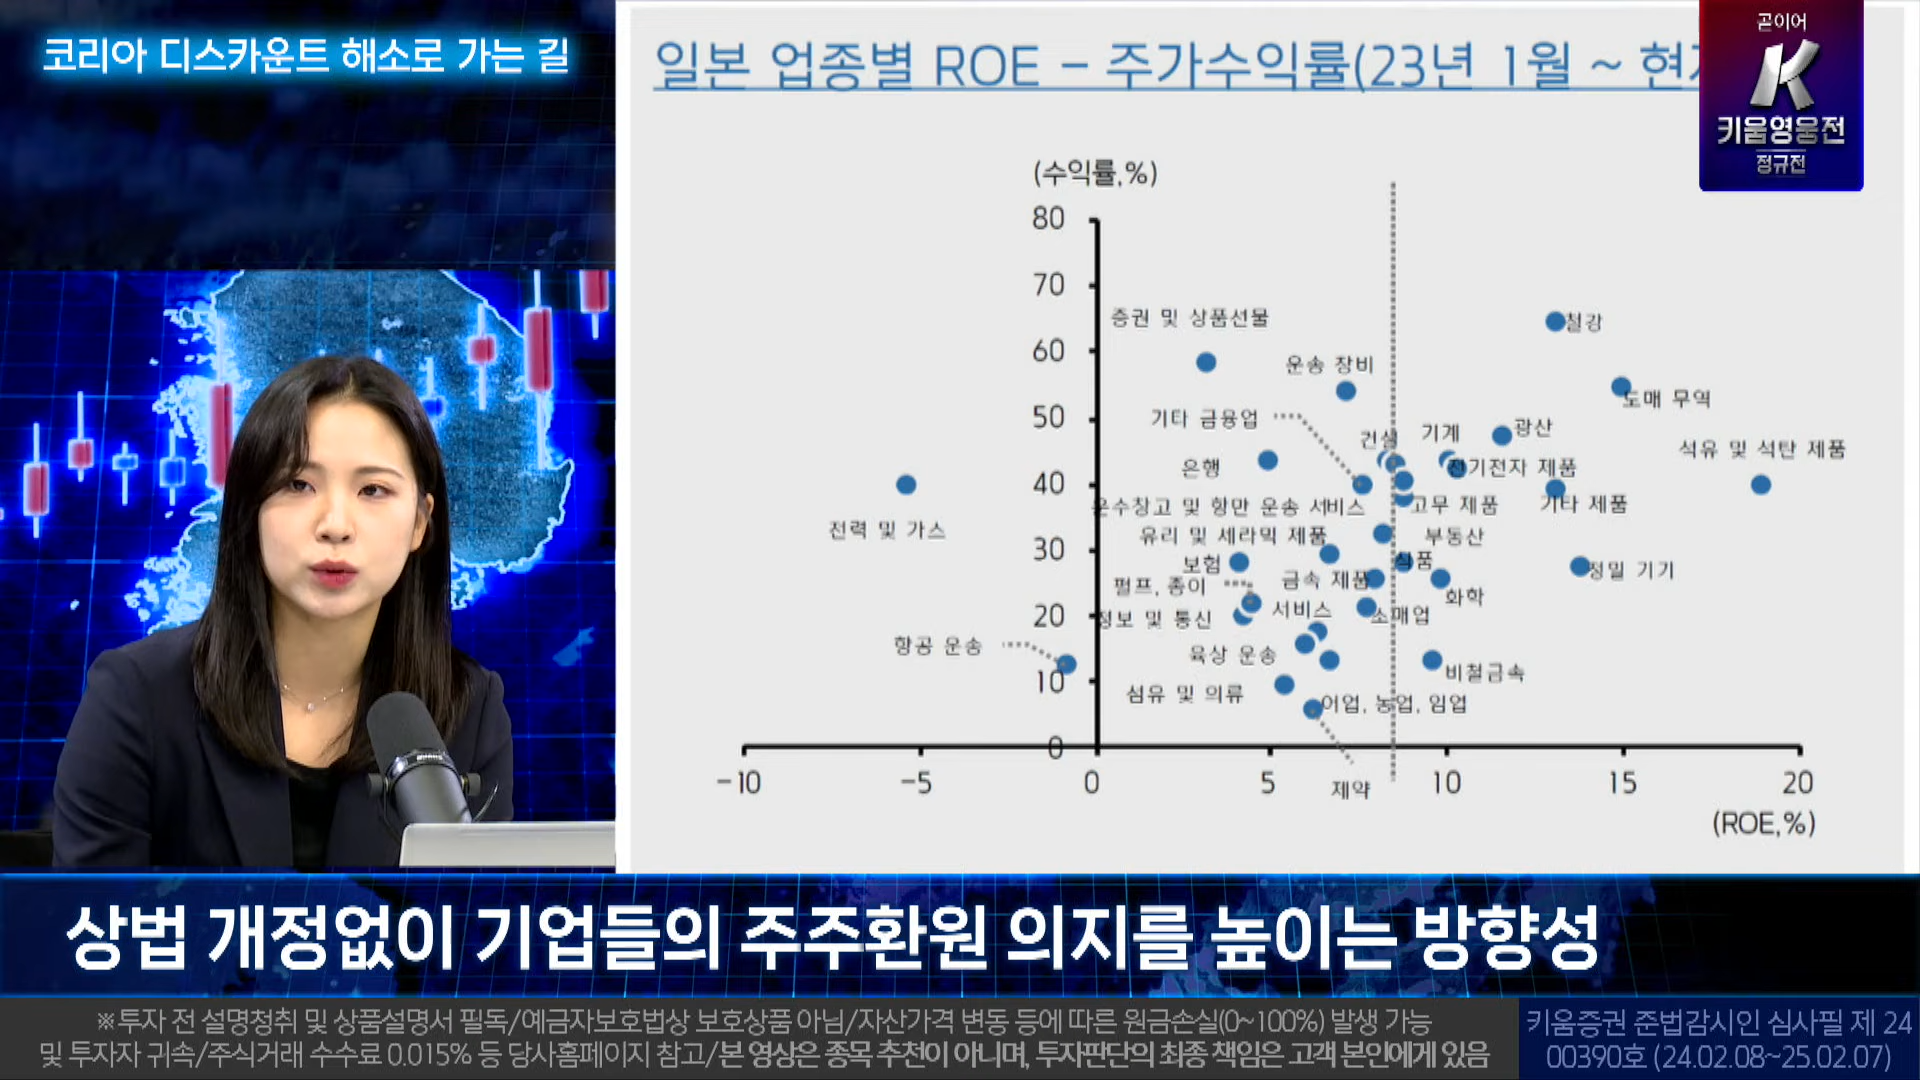 코리아 디스카운트 해소로 가는 길
일본 업종별 ROE - 주가수익률(23년 1월 ~ 현
곧이어
K
키움영웅전
정규전
(수익률,%)
80
70
60
50
40
30
20
10
0
증권 및 상품선물
철강
운송 장비
도매 무역
기타 금융업
건설
기계
광산
석유 및 석탄 제품
은행
전기전자 제품
운수창고 및 항만 운송 서비스
고무 제품
기타 제품
전력 및 가스
유리 및 세라믹 제품
부동산
보험
식품
정밀 기기
펄프, 종이
금속 제품
화학
정보 및 통신
서비스
소매업
항공 운송
육상 운송
비철금속
섬유 및 의류
어업, 농업, 임업
-10
-5
0
5
10
15
20
제약
(ROE,%)
상법 개정없이 기업들의 주주환원 의지를 높이는 방향성
※투자 전 설명청취 및 상품설명서 필독/예금자보호법상 보호상품 아님/자산가격 변동 등에 따른 원금손실(0~100%) 발생 가능
및 투자자 귀속/주식거래 수수료 0.015% 등 당사홈페이지 참고/본 영상은 종목 추천이 아니며, 투자판단의 최종 책임은 고객 본인에게 있음
키움증권 준법감시인 심사필 제 24
00390호 (24.02.08~25.02.07)